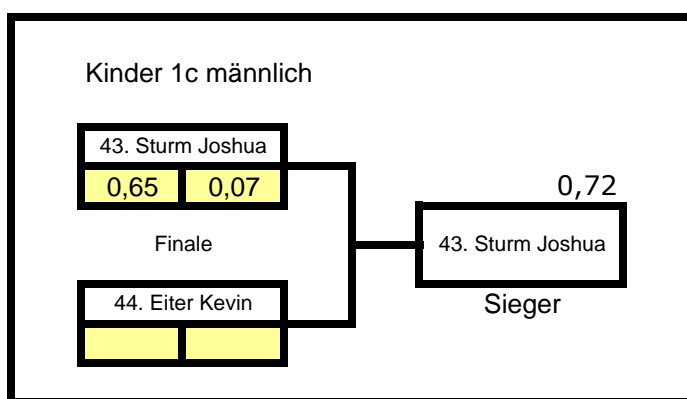 Kinder 1c männlich
43. Sturm Joshua
0,65 0,07
0,72
Finale
43. Sturm Joshua
44. Eiter Kevin
Sieger